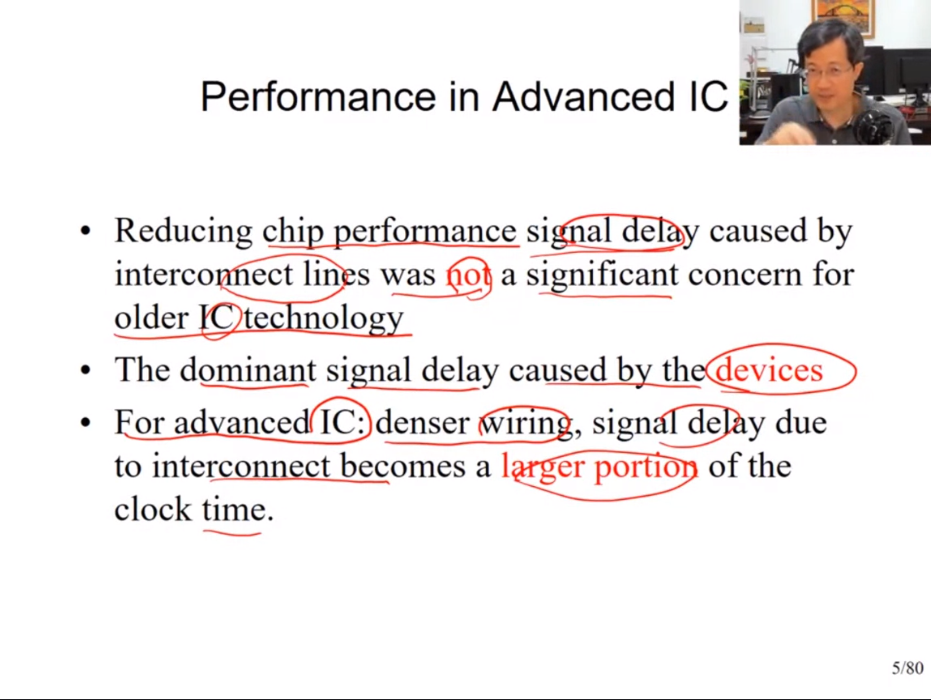 Performance in Advanced IC
• Reducing chip performance signal delay caused by
interconnect lines was not a significant concern for
older IC technology
• The dominant signal delay caused by the devices
• For advanced IC: denser wiring, signal delay due
to interconnect becomes a larger portion of the
clock time.
5/80